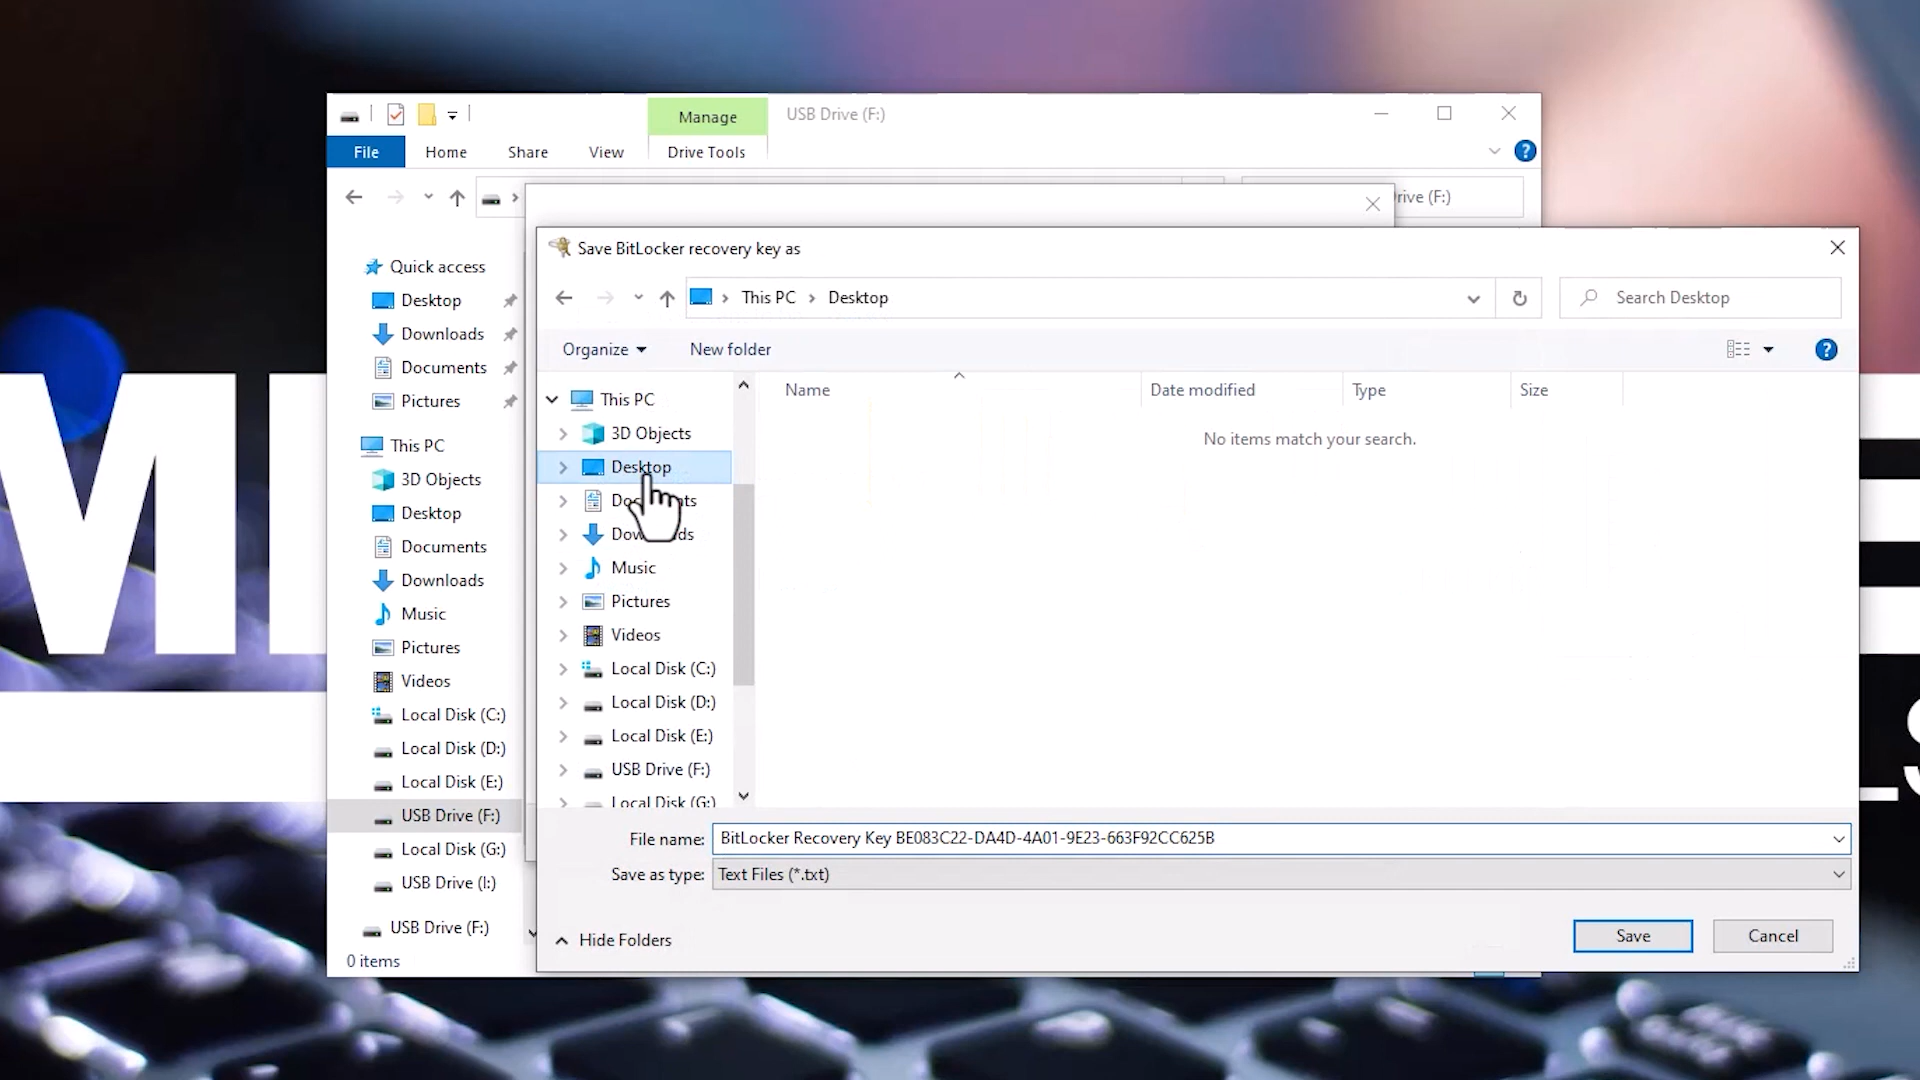 Manage
USB Drive (F:)
File
Home
Share
View
Drive Tools
rive (F:)
Quick access
Desktop
Downloads
Documents
Pictures
This PC
3D Objects
Desktop
Documents
Downloads
Music
Pictures
Videos
Local Disk (C:)
Local Disk (D:)
Local Disk (E:)
USB Drive (F:)
Local Disk (G:)
USB Drive (I:)
USB Drive (F:)
0 items
Save BitLocker recovery key as
This PC
Desktop
Search Desktop
Organize
New folder
Name
Date modified
Type
Size
No items match your search.
This PC
3D Objects
Desktop
Music
Pictures
Videos
Local Disk (C:)
Local Disk (D:)
Local Disk (E:)
USB Drive (F:)
Local Disk (G:)
File name: BitLocker Recovery Key BE083C22-DA4D-4A01-9E23-663F92CC625B
Save as type: Text Files (*.txt)
Hide Folders
Save
Cancel